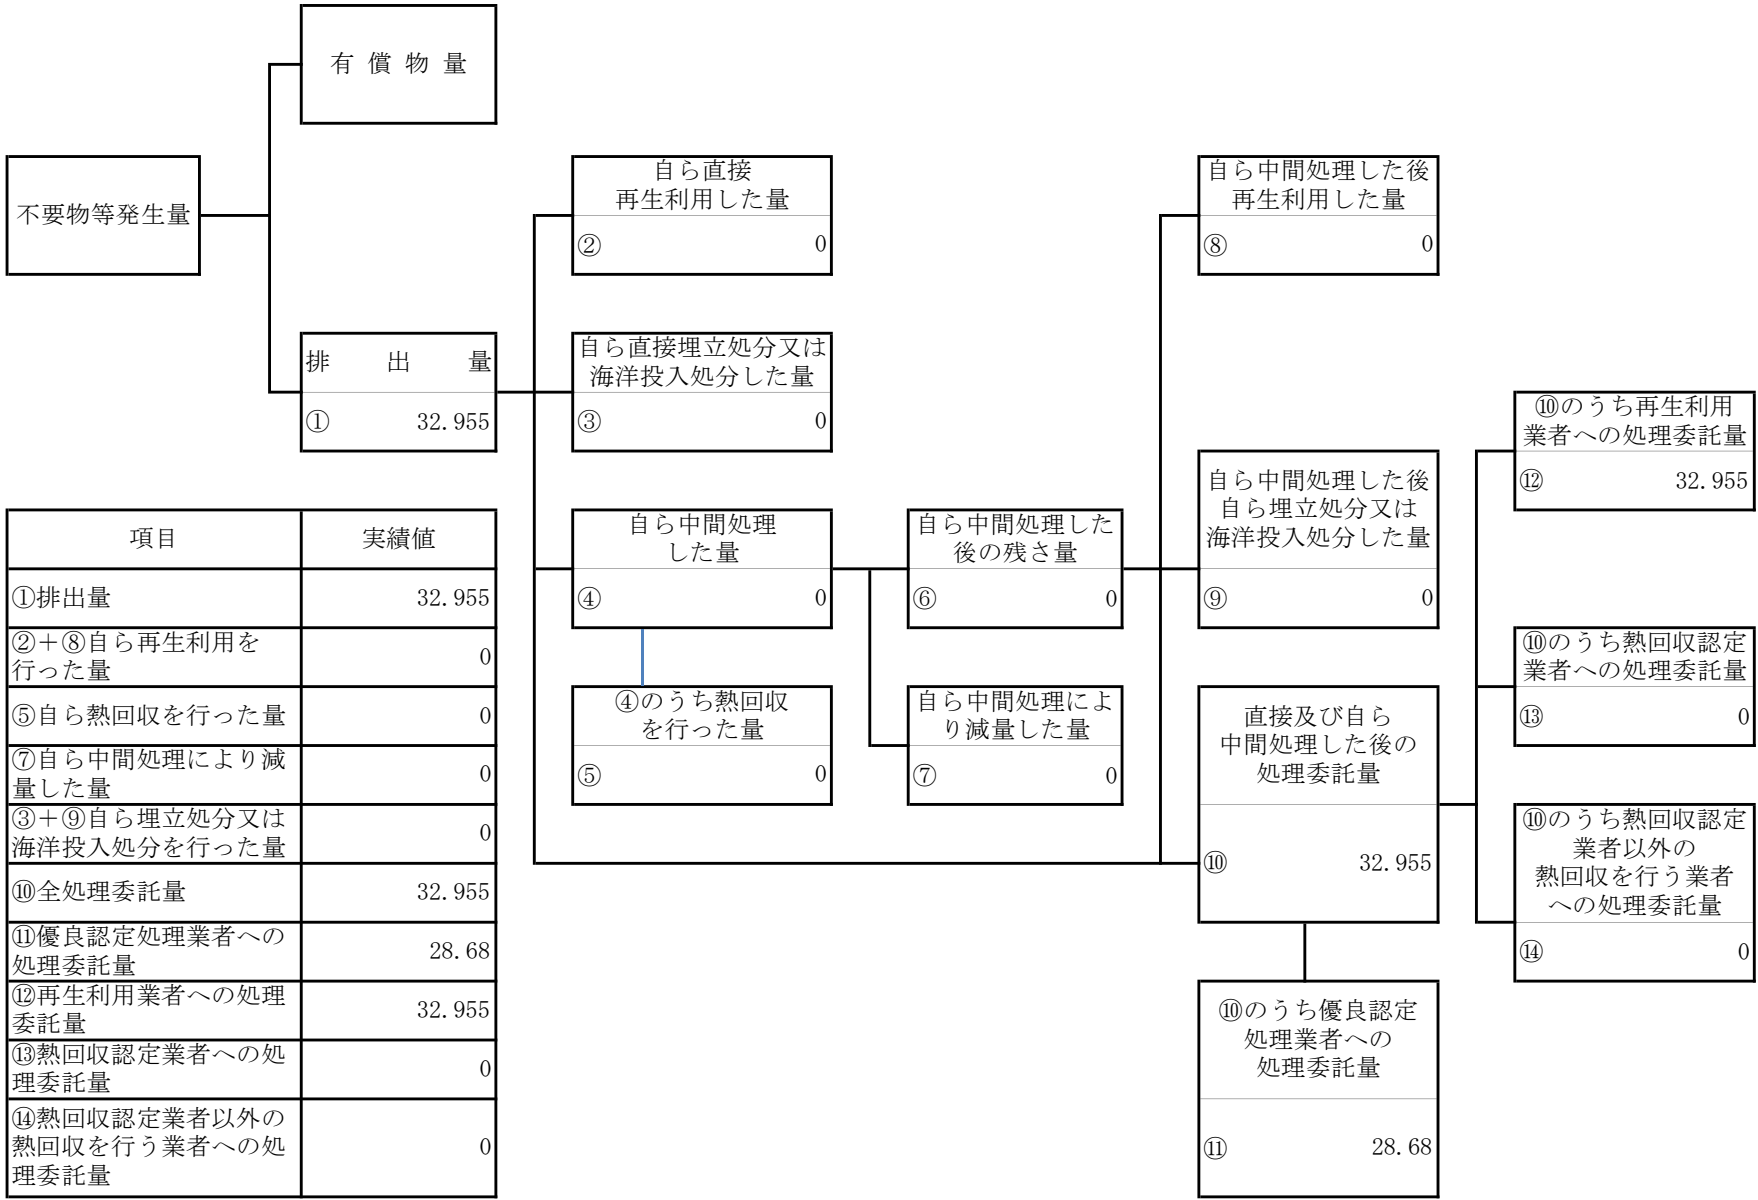 有 償 物 量
不要物等発生量
自ら直接
再生利用した量
② 0
自ら中間処理した後
再生利用した量
⑧ 0
排 出 量
① 32.955
自ら直接埋立処分又は
海洋投入処分した量
③ 0
⑩のうち再生利用
業者への処理委託量
⑫ 32.955
自ら中間処理した後
自ら埋立処分又は
海洋投入処分した量
⑨ 0
自ら中間処理
した量
④ 0
自ら中間処理した
後の残さ量
⑥ 0
⑩のうち熱回収認定
業者への処理委託量
⑬ 0
④のうち熱回収
を行った量
⑤ 0
自ら中間処理によ
り減量した量
⑦ 0
直接及び自ら
中間処理した後の
処理委託量
⑩ 32.955
⑩のうち熱回収認定
業者以外の
熱回収を行う業者
への処理委託量
⑭ 0
⑩のうち優良認定
処理業者への
処理委託量
⑪ 28.68
項目 実績値
①排出量 32.955
②＋⑧自ら再生利用を
行った量 0
⑤自ら熱回収を行った量 0
⑦自ら中間処理により減
量した量 0
③＋⑨自ら埋立処分又は
海洋投入処分を行った量 0
⑩全処理委託量 32.955
⑪優良認定処理業者への
処理委託量 28.68
⑫再生利用業者への処理
委託量 32.955
⑬熱回収認定業者への処
理委託量 0
⑭熱回収認定業者以外の
熱回収を行う業者への処
理委託量 0